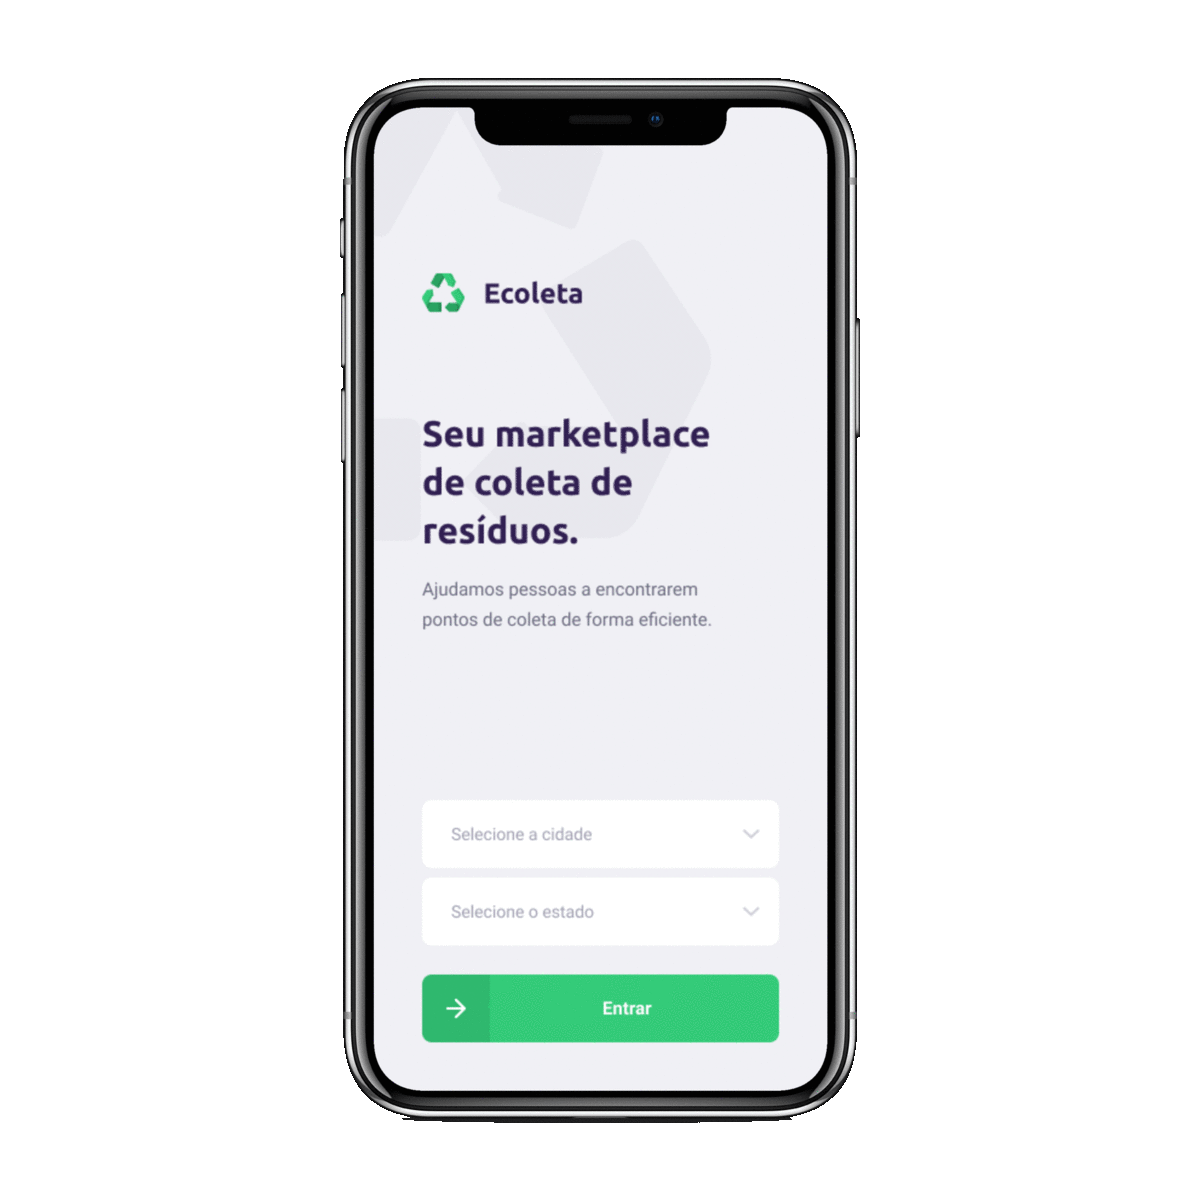 Ecoleta
Seu marketplace
de coleta de
resíduos.
Ajudamos pessoas a encontrarem
pontos de coleta de forma eficiente.
Selecione a cidade
Selecione o estado
Entrar